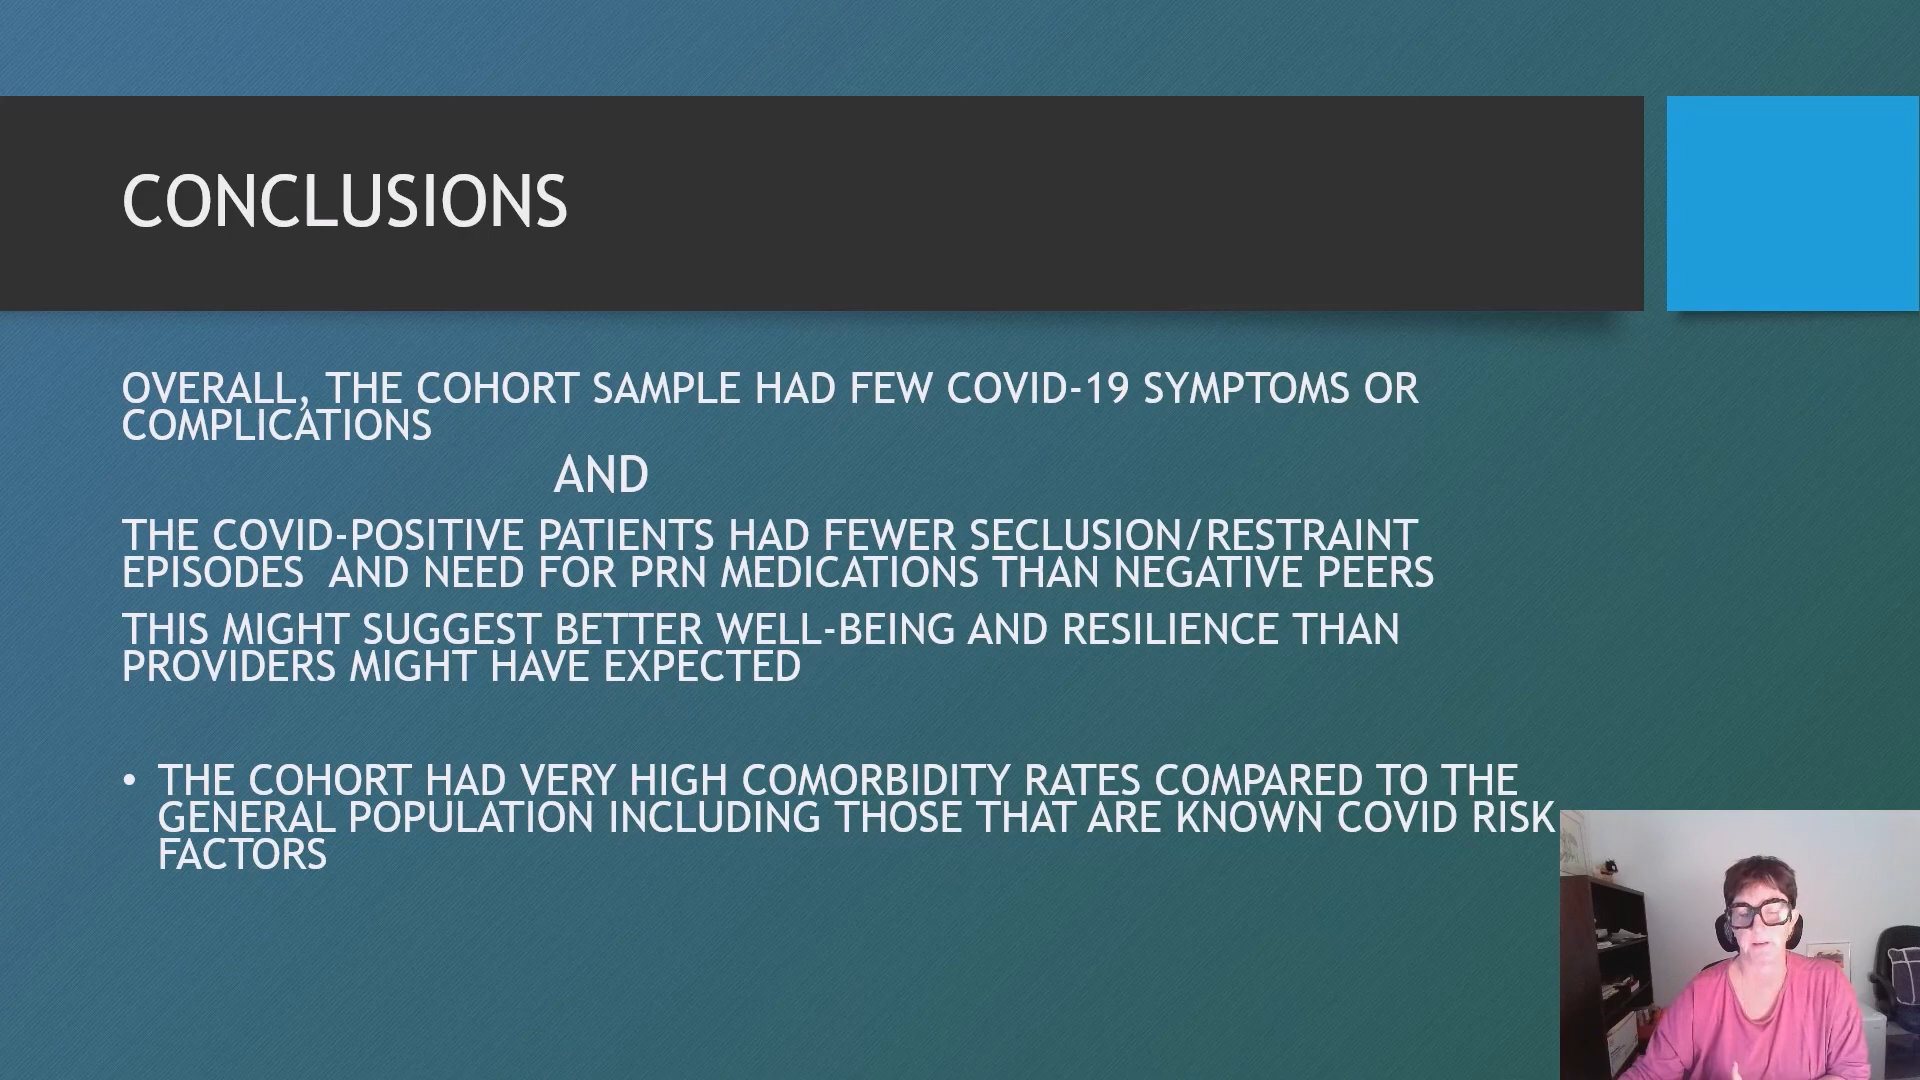 CONCLUSIONS
OVERALL, THE COHORT SAMPLE HAD FEW COVID-19 SYMPTOMS OR
COMPLICATIONS
AND
THE COVID-POSITIVE PATIENTS HAD FEWER SECLUSION/RESTRAINT
EPISODES  AND NEED FOR PRN MEDICATIONS THAN NEGATIVE PEERS
THIS MIGHT SUGGEST BETTER WELL-BEING AND RESILIENCE THAN
PROVIDERS MIGHT HAVE EXPECTED
• THE COHORT HAD VERY HIGH COMORBIDITY RATES COMPARED TO THE
GENERAL POPULATION INCLUDING THOSE THAT ARE KNOWN COVID RISK
FACTORS